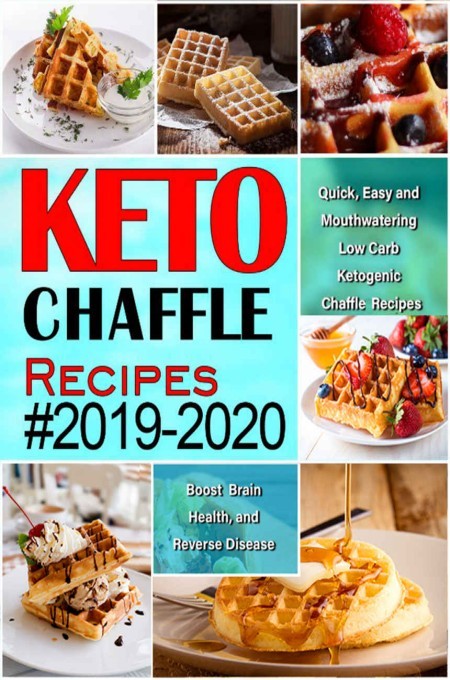 KETO
CHAFFLE
RECIPES
#2019-2020
Quick, Easy and
Mouthwatering
Low Carb
Ketogenic
Chaffle Recipes
Boost Brain
Health, and
Reverse Disease